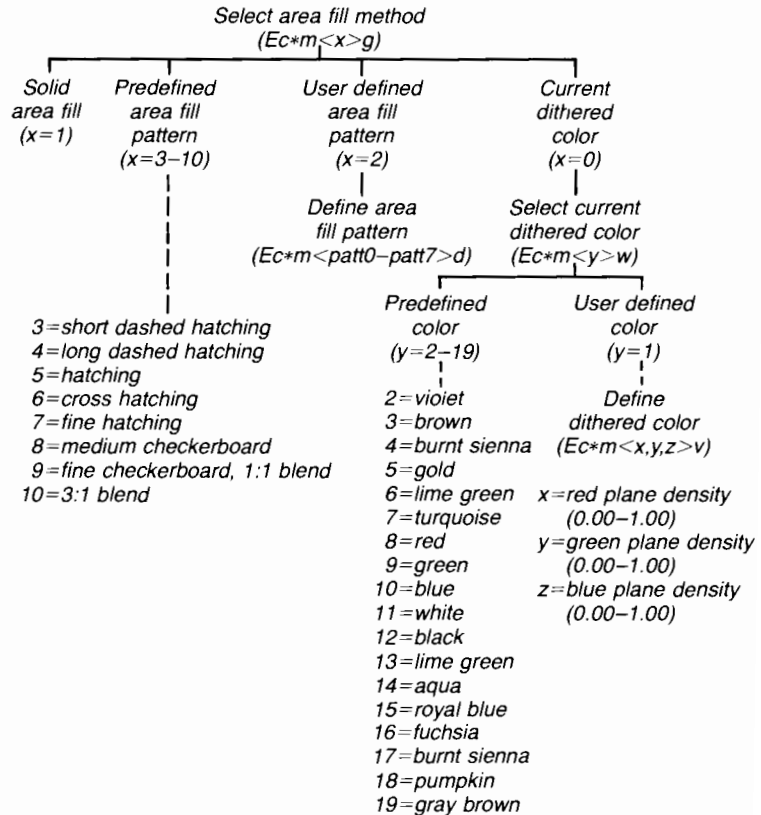 Select area fill method
(Ec*m<x>g)
Solid
area fill
(x=1)
Predefined
area fill
pattern
(x=3–10)
User defined
area fill
pattern
(x=2)
Current
dithered
color
(x=0)
Define area
fill pattern
(Ec*m<patt0–patt7>d)
Select current
dithered color
(Ec*m<y>w)
3=short dashed hatching
4=long dashed hatching
5=hatching
6=cross hatching
7=fine hatching
8=medium checkerboard
9=fine checkerboard, 1:1 blend
10=3:1 blend
Predefined
color
(y=2–19)
2=violet
3=brown
4=burnt sienna
5=gold
6=lime green
7=turquoise
8=red
9=green
10=blue
11=white
12=black
13=lime green
14=aqua
15=royal blue
16=fuchsia
17=burnt sienna
18=pumpkin
19=gray brown
User defined
color
(y=1)
Define
dithered color
(Ec*m<x,y,z>v)
x=red plane density
(0.00–1.00)
y=green plane density
(0.00–1.00)
z=blue plane density
(0.00–1.00)